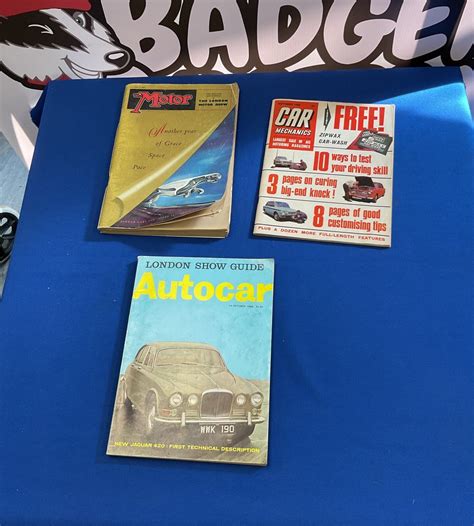 BADGER
The Motor
THE LONDON
MOTOR SHOW
Another year
of Grace
Space
Pace
CAR
MECHANICS
FREE!
ZIPWAX
CAR-WASH
10 ways to test
your driving skill
3 pages on curing
big-end knock!
8 pages of good
customising tips
PLUS A DOZEN MORE FULL-LENGTH FEATURES
LONDON SHOW GUIDE
Autocar
WWK 190
NEW JAGUAR 420 - FIRST TECHNICAL DESCRIPTION